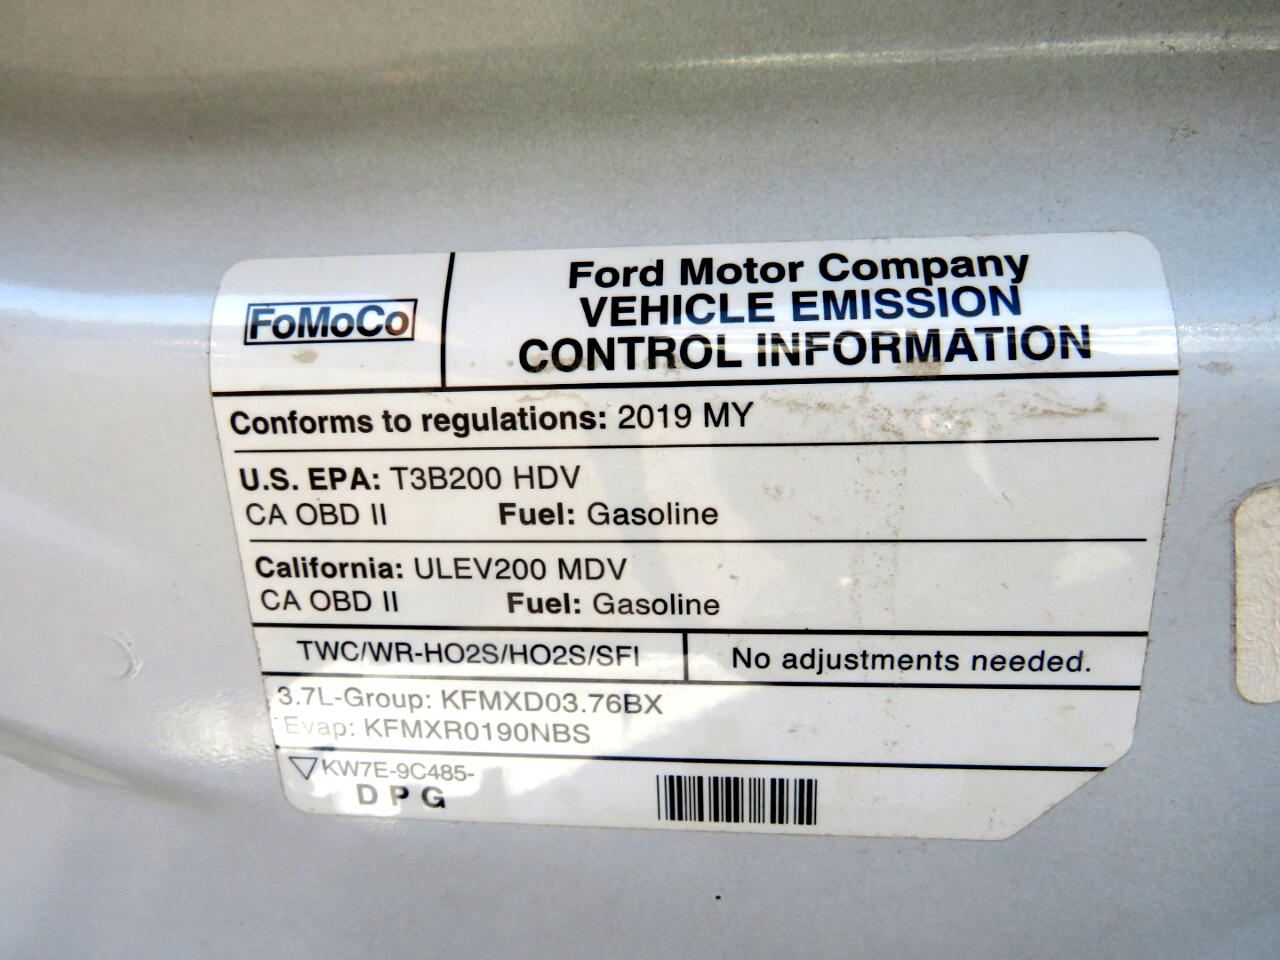 FoMoCo
Ford Motor Company
VEHICLE EMISSION
CONTROL INFORMATION
Conforms to regulations: 2019 MY
U.S. EPA: T3B200 HDV
CA OBD II Fuel: Gasoline
California: ULEV200 MDV
CA OBD II Fuel: Gasoline
TWC/WR-HO2S/HO2S/SFI
No adjustments needed.
3.7L-Group: KFMXD03.76BX
Evap: KFMXR0190NBS
KW7E-9C485-
D P G